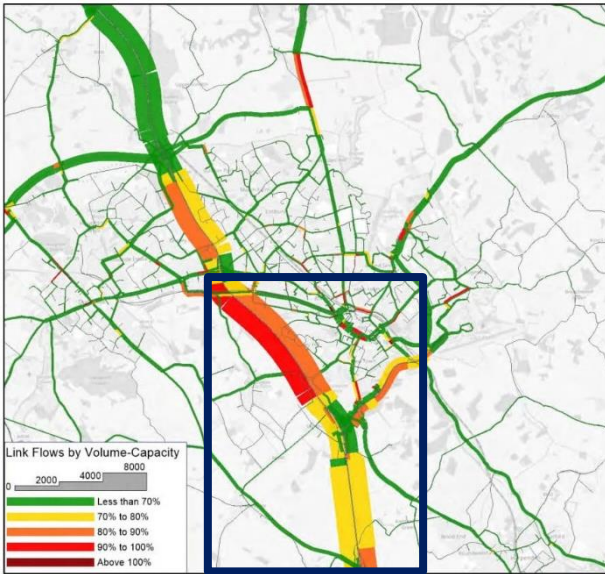 Link Flows by Volume-Capacity
0 2000 4000 8000
Less than 70%
70% to 80%
80% to 90%
90% to 100%
Above 100%